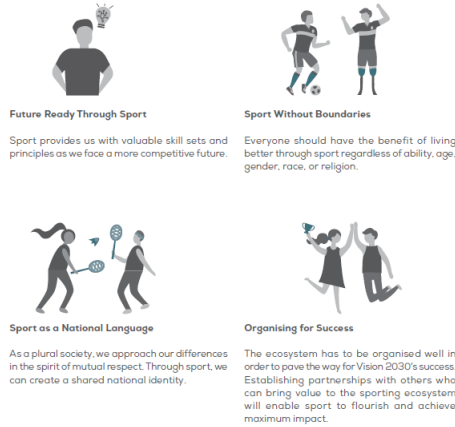 Future Ready Through Sport
Sport provides us with valuable skill sets and
principles as we face a more competitive future.
Sport Without Boundaries
Everyone should have the benefit of living
better through sport regardless of ability, age,
gender, race, or religion.
Sport as a National Language
As a plural society, we approach our differences
in the spirit of mutual respect. Through sport, we
can create a shared national identity.
Organising for Success
The ecosystem has to be organised well in
order to pave the way for Vision 2030's success.
Establishing partnerships with others who
can bring value to the sporting ecosystem
will enable sport to flourish and achieve
maximum impact.